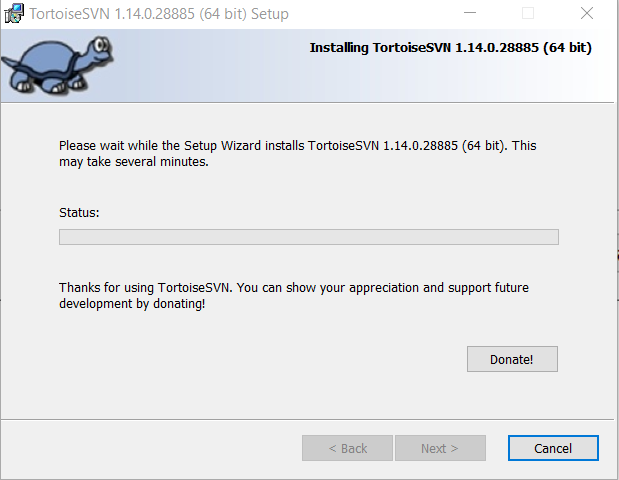 TortoiseSVN 1.14.0.28885 (64 bit) Setup
Installing TortoiseSVN 1.14.0.28885 (64 bit)
Please wait while the Setup Wizard installs TortoiseSVN 1.14.0.28885 (64 bit). This
may take several minutes.
Status:
Thanks for using TortoiseSVN. You can show your appreciation and support future
development by donating!
Donate!
< Back
Next >
Cancel